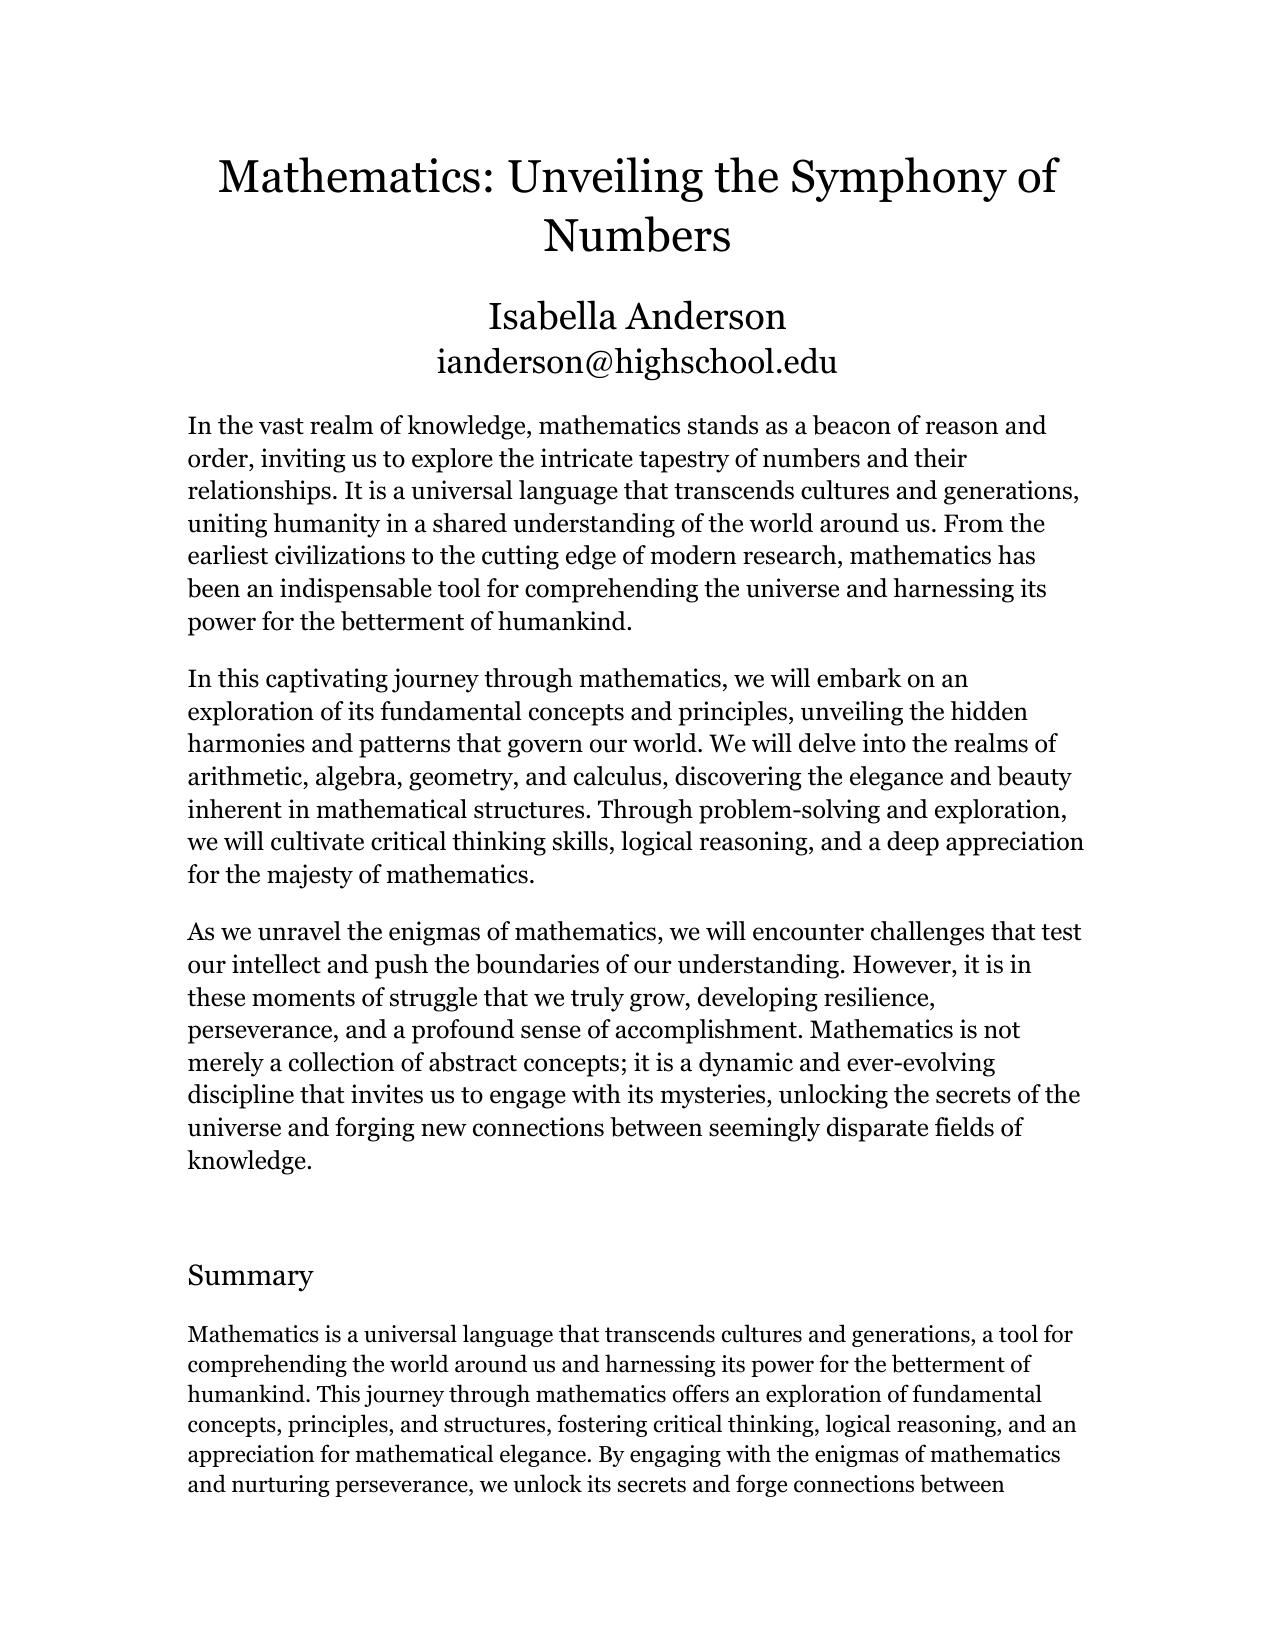 Mathematics: Unveiling the Symphony of
Numbers
Isabella Anderson
ianderson@highschool.edu
In the vast realm of knowledge, mathematics stands as a beacon of reason and
order, inviting us to explore the intricate tapestry of numbers and their
relationships. It is a universal language that transcends cultures and generations,
uniting humanity in a shared understanding of the world around us. From the
earliest civilizations to the cutting edge of modern research, mathematics has
been an indispensable tool for comprehending the universe and harnessing its
power for the betterment of humankind.
In this captivating journey through mathematics, we will embark on an
exploration of its fundamental concepts and principles, unveiling the hidden
harmonies and patterns that govern our world. We will delve into the realms of
arithmetic, algebra, geometry, and calculus, discovering the elegance and beauty
inherent in mathematical structures. Through problem-solving and exploration,
we will cultivate critical thinking skills, logical reasoning, and a deep appreciation
for the majesty of mathematics.
As we unravel the enigmas of mathematics, we will encounter challenges that test
our intellect and push the boundaries of our understanding. However, it is in
these moments of struggle that we truly grow, developing resilience,
perseverance, and a profound sense of accomplishment. Mathematics is not
merely a collection of abstract concepts; it is a dynamic and ever-evolving
discipline that invites us to engage with its mysteries, unlocking the secrets of the
universe and forging new connections between seemingly disparate fields of
knowledge.
Summary
Mathematics is a universal language that transcends cultures and generations, a tool for
comprehending the world around us and harnessing its power for the betterment of
humankind. This journey through mathematics offers an exploration of fundamental
concepts, principles, and structures, fostering critical thinking, logical reasoning, and an
appreciation for mathematical elegance. By engaging with the enigmas of mathematics
and nurturing perseverance, we unlock its secrets and forge connections between